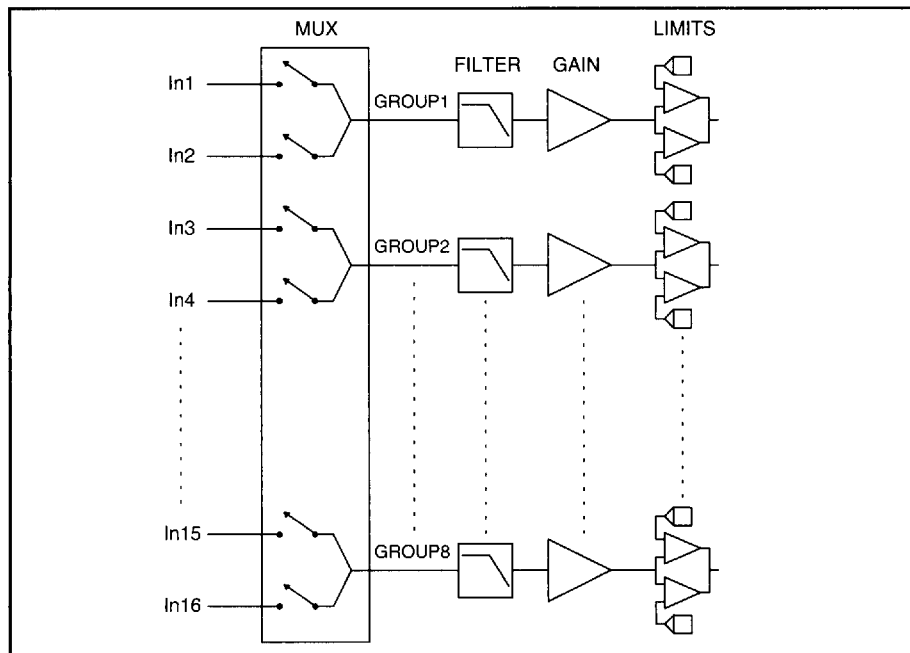 MUX
LIMITS
FILTER
GAIN
In1
GROUP1
In2
In3
GROUP2
In4
In15
GROUP8
In16